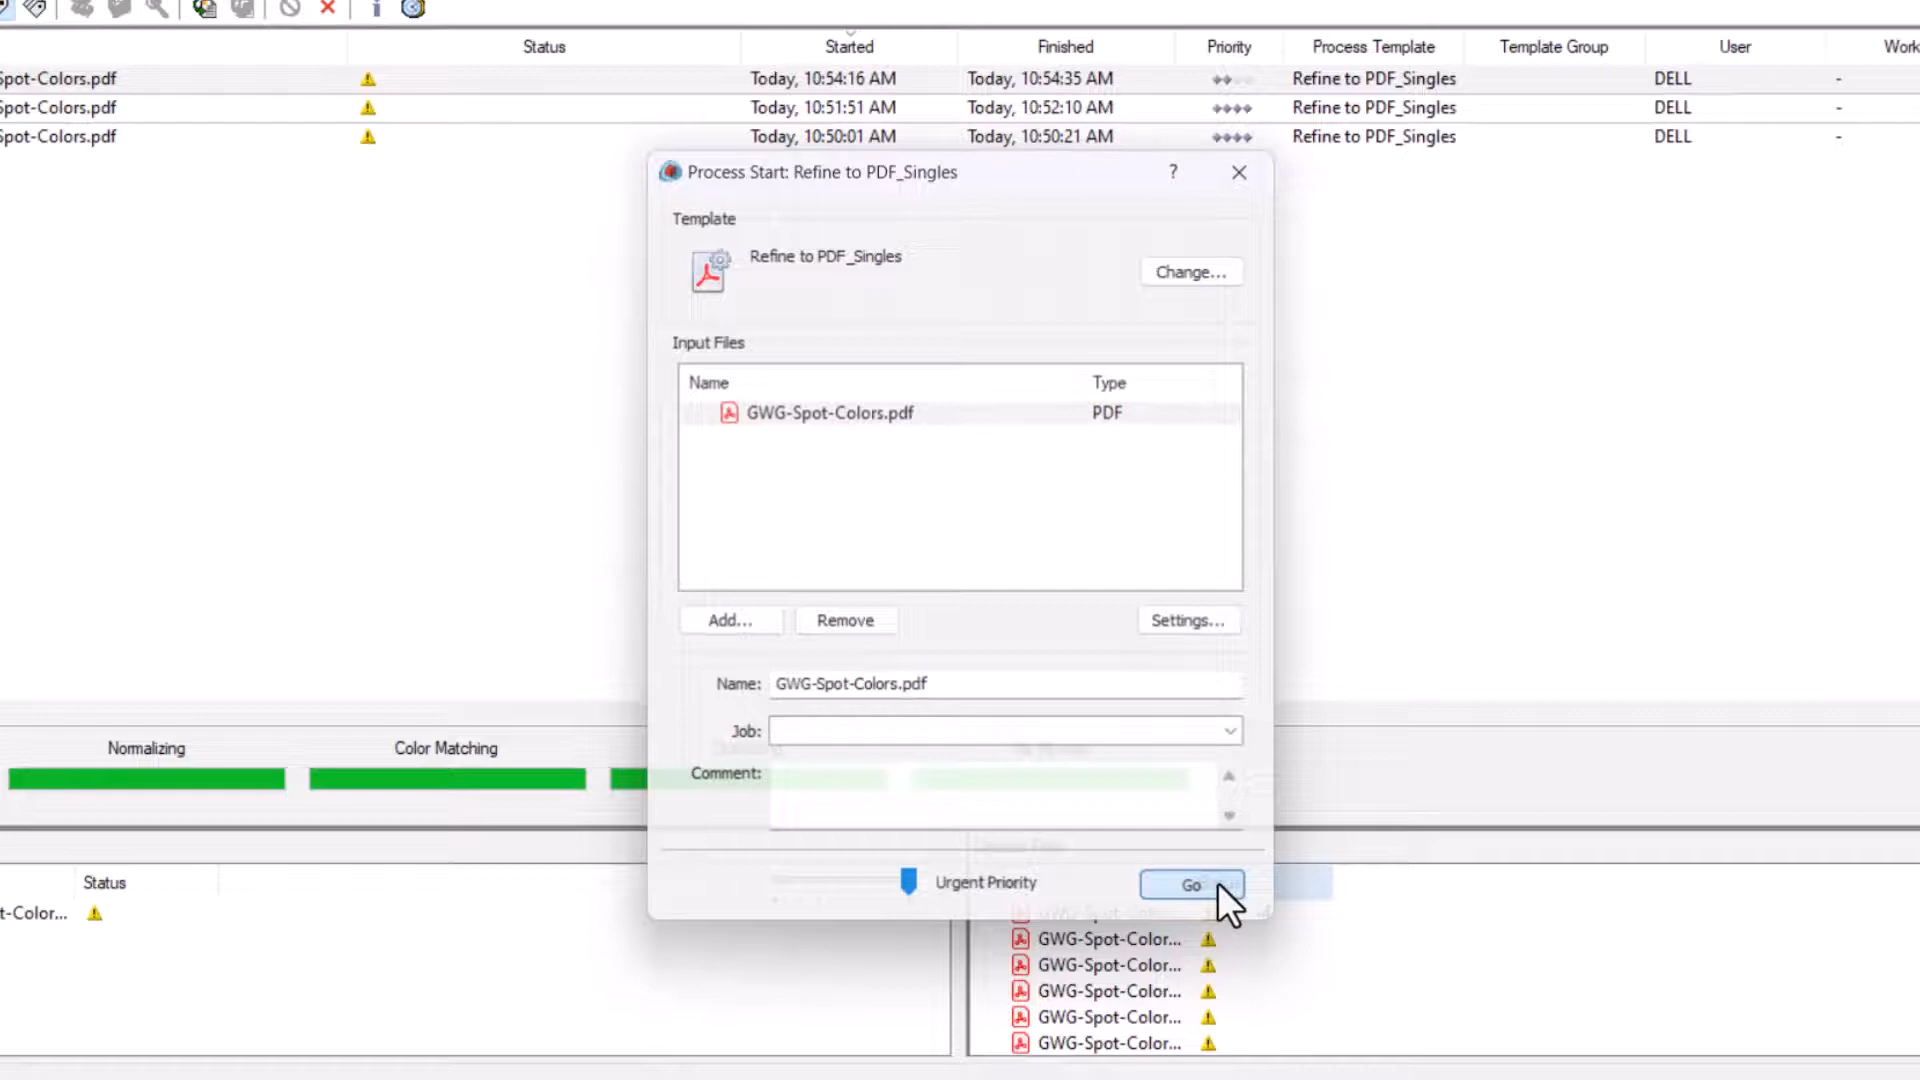 Status Started Finished Priority Process Template Template Group User Work
Spot-Colors.pdf Today, 10:54:16 AM Today, 10:54:35 AM Refine to PDF_Singles DELL -
Spot-Colors.pdf Today, 10:51:51 AM Today, 10:52:10 AM Refine to PDF_Singles DELL -
Spot-Colors.pdf Today, 10:50:01 AM Today, 10:50:21 AM Refine to PDF_Singles DELL -
Process Start: Refine to PDF_Singles ?
Template
Refine to PDF_Singles
Change...
Input Files
Name Type
GWG-Spot-Colors.pdf PDF
Add... Remove Settings...
Name: GWG-Spot-Colors.pdf
Job:
Comment:
Urgent Priority Go
Normalizing Color Matching
Status
t-Color...
GWG-Spot-Color...
GWG-Spot-Color...
GWG-Spot-Color...
GWG-Spot-Color...
GWG-Spot-Color...